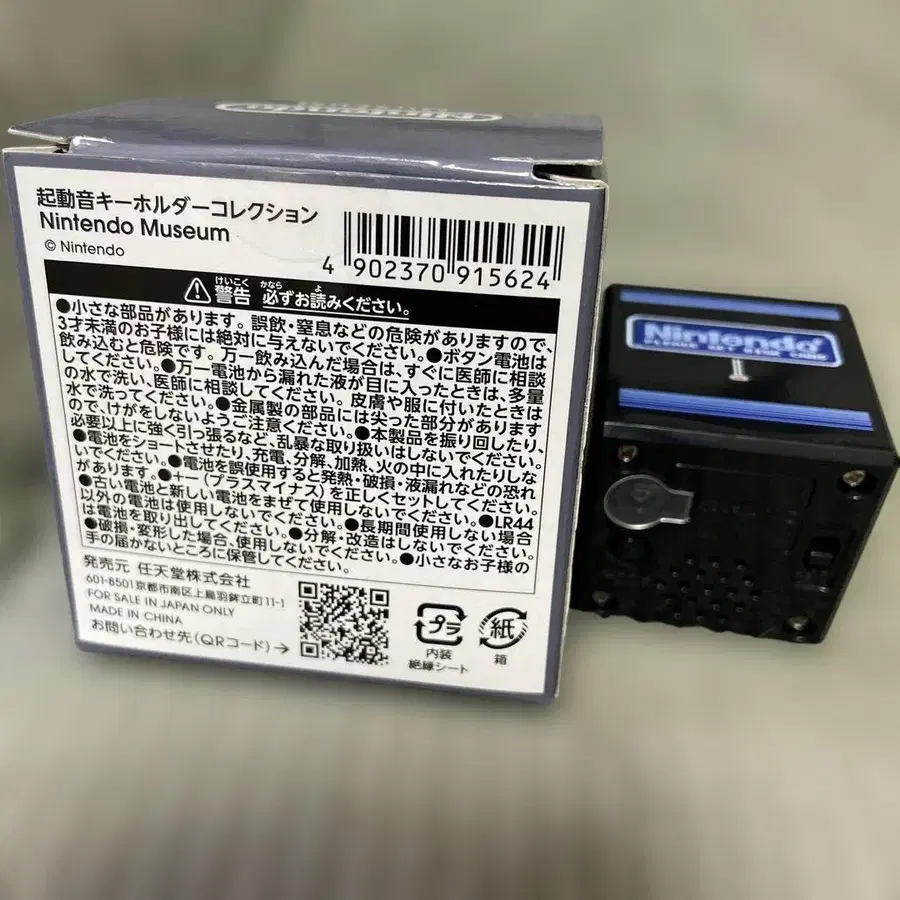 Nintendo
起動音キーホルダーコレクション
Nintendo Museum
© Nintendo
4 902370 915624
けいこく かなら よ
警告 必ずお読みください。
●小さな部品があります。誤飲・窒息などの危険がありますので、
3才未満のお子様には絶対に与えないでください。●ボタン電池は
飲み込むと危険です。万一飲み込んだ場合は、すぐに医師に相談
してください。●万一電池から漏れた液が目に入ったときは、多量
の水で洗い、医師に相談してください。皮膚や服に付いたときは
水で洗ってください。●金属製の部品には尖った部分があります
ので、けがをしないようご注意ください。●本製品を振り回したり、
必要以上に強く引っ張るなど、乱暴な取り扱いはしないでください。
●電池をショートさせたり、充電、分解、加熱、火の中に入れたりしな
いでください。●電池を誤使用すると発熱・破損・液漏れなどの恐れ
があります。●+−(プラスマイナス)を正しくセットしてください。
●古い電池と新しい電池をまぜて使用しないでください。●LR44
以外の電池は使用しないでください。●長期間使用しない場合
は電池を取り出してください。●分解・改造はしないでください。
●破損・変形した場合、使用しないでください。●小さなお子様の
手の届かないところに保管してください。
発売元 任天堂株式会社
601-8501京都市南区上鳥羽鉾立町11-1
FOR SALE IN JAPAN ONLY
MADE IN CHINA
お問い合わせ先(QRコード)→
プラ
内装
絶縁シート
紙
箱
Nintendo®